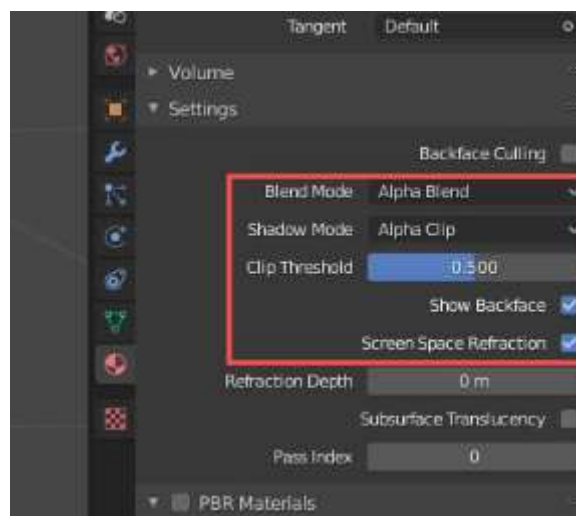 Tangent Default
Volume
Settings
Backface Culling
Blend Mode Alpha Blend
Shadow Mode Alpha Clip
Clip Threshold 0.500
Show Backface
Screen Space Refraction
Refraction Depth 0 m
Subsurface Translucency
Pass Index 0
PBR Materials